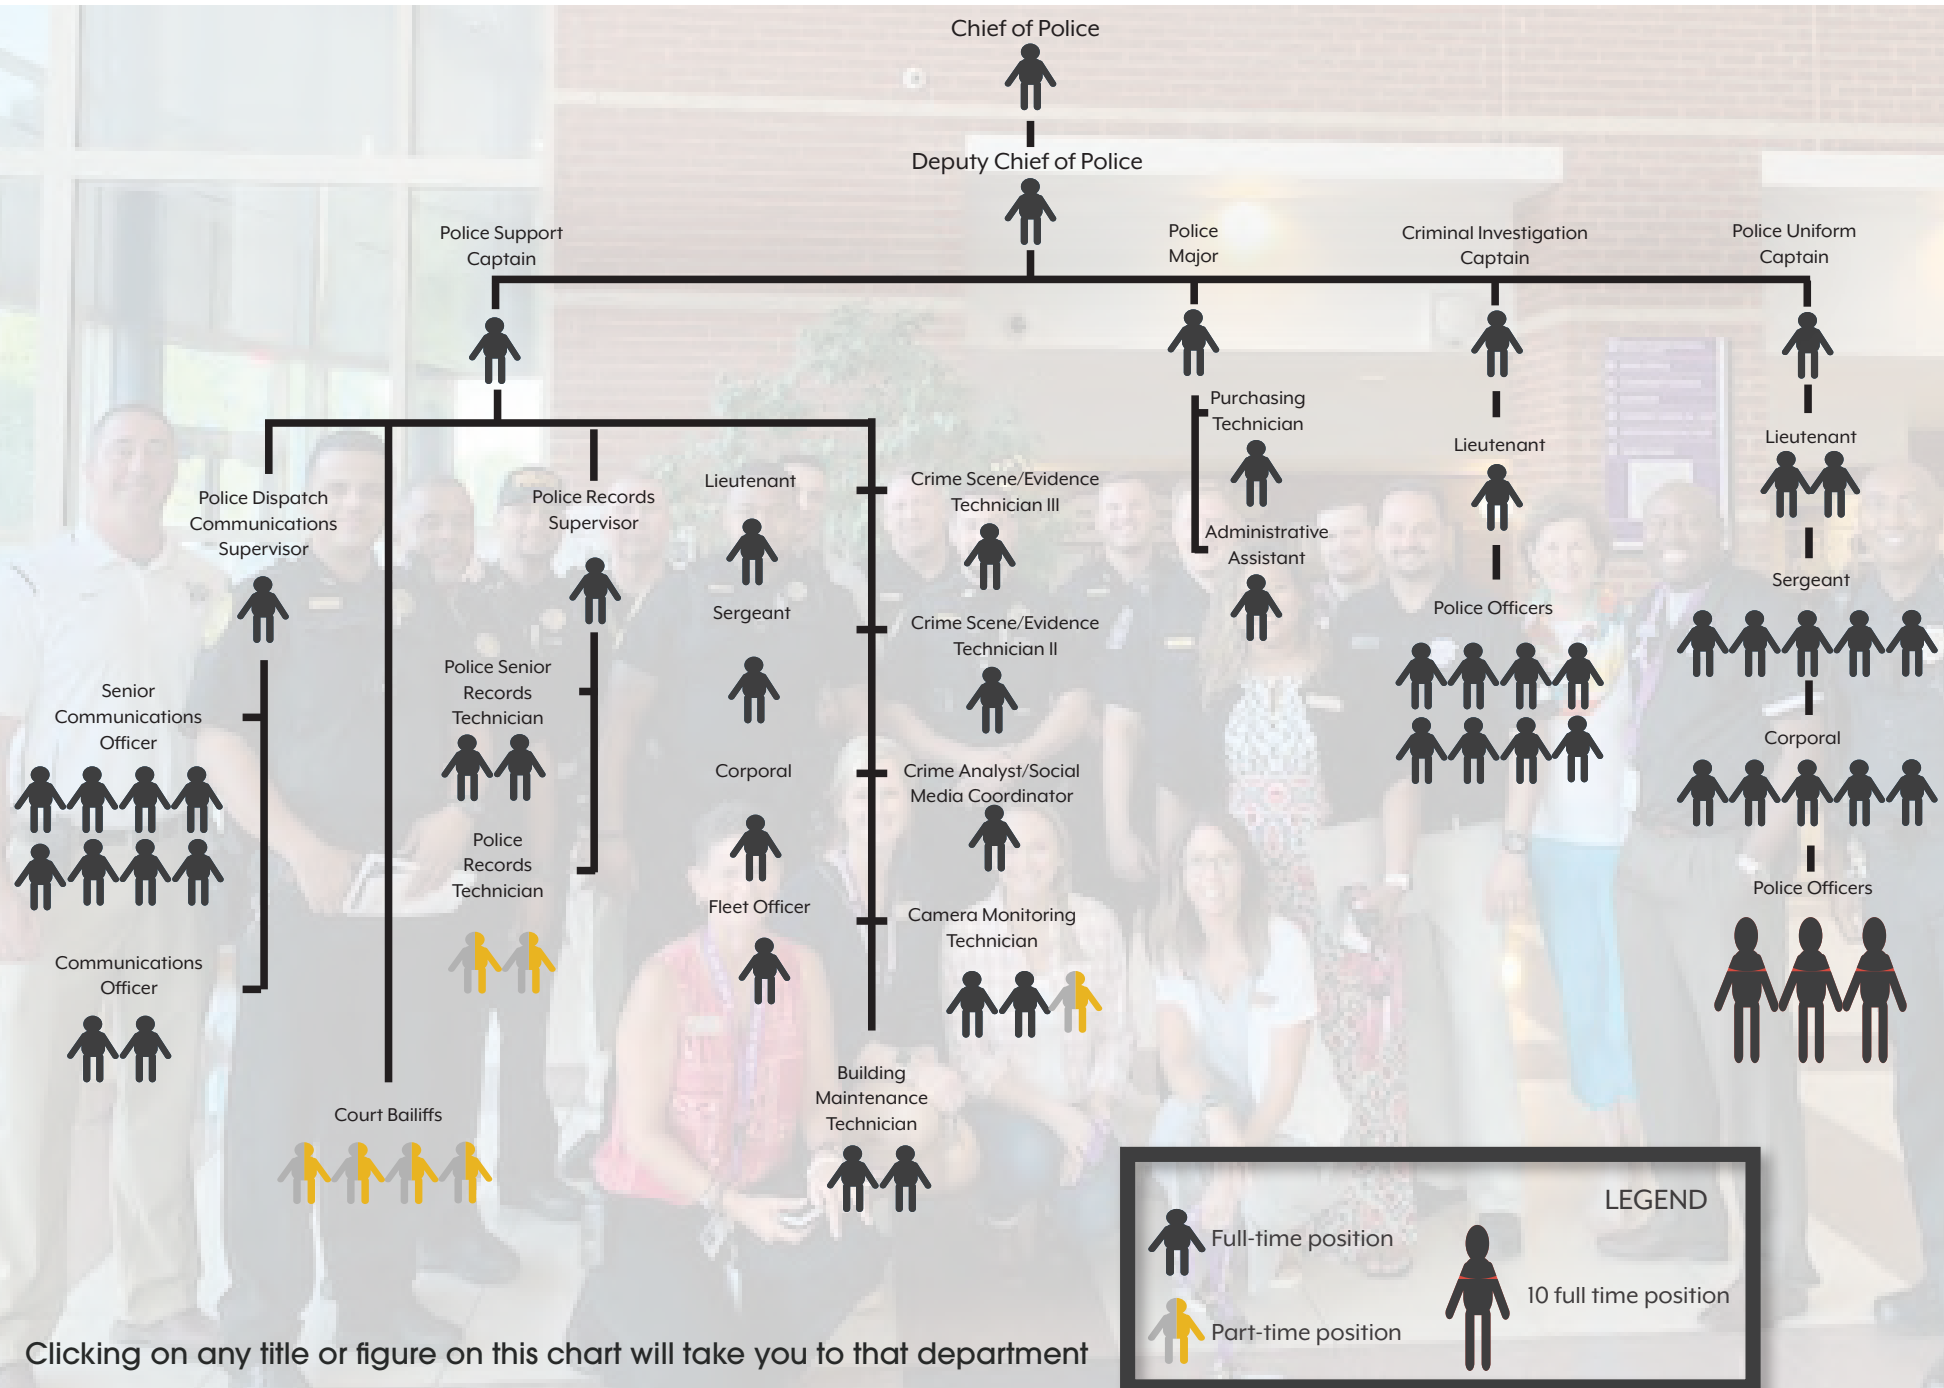 Chief of Police
Deputy Chief of Police
Police Support
Captain
Police
Major
Criminal Investigation
Captain
Police Uniform
Captain
Police Dispatch
Communications
Supervisor
Senior
Communications
Officer
Communications
Officer
Court Bailiffs
Police Records
Supervisor
Police Senior
Records
Technician
Police
Records
Technician
Lieutenant
Sergeant
Corporal
Fleet Officer
Crime Scene/Evidence
Technician III
Crime Scene/Evidence
Technician II
Crime Analyst/Social
Media Coordinator
Camera Monitoring
Technician
Building
Maintenance
Technician
Purchasing
Technician
Administrative
Assistant
Lieutenant
Police Officers
Lieutenant
Sergeant
Corporal
Police Officers
LEGEND
Full-time position
10 full time position
Part-time position
Clicking on any title or figure on this chart will take you to that department